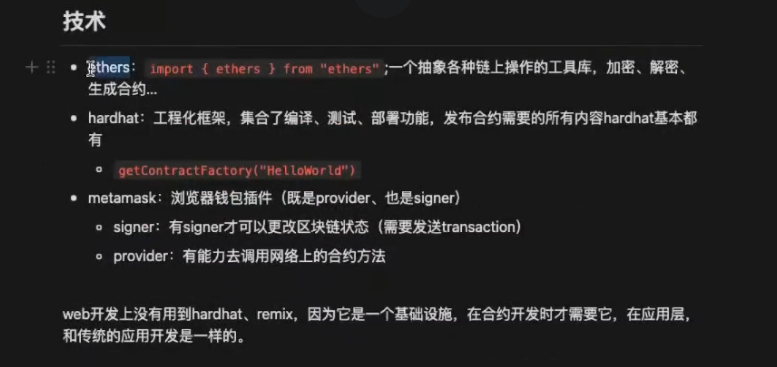 技术
ethers：import { ethers } from "ethers";一个抽象各种链上操作的工具库，加密、解密、
生成合约...
hardhat：工程化框架，集合了编译、测试、部署功能，发布合约需要的所有内容hardhat基本都
有
getContractFactory("HelloWorld")
metamask：浏览器钱包插件（既是provider、也是signer）
signer：有signer才可以更改区块链状态（需要发送transaction）
provider：有能力去调用网络上的合约方法
web开发上没有用到hardhat、remix，因为它是一个基础设施，在合约开发时才需要它，在应用层，
和传统的应用开发是一样的。